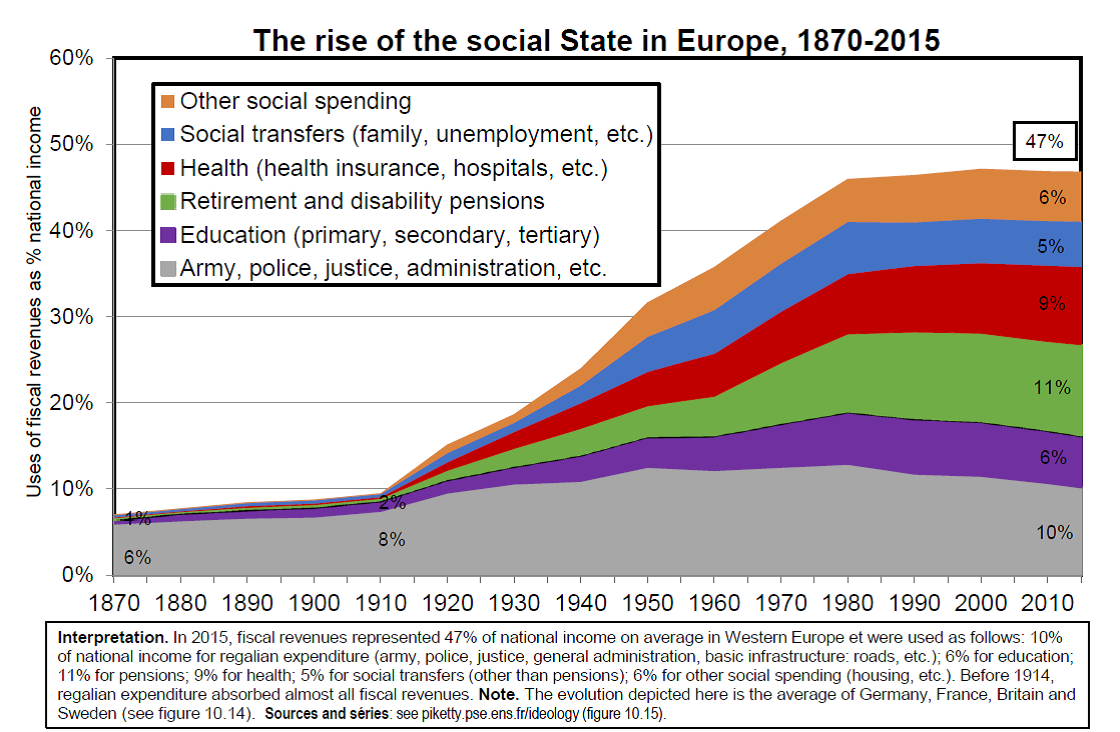 The rise of the social State in Europe, 1870-2015
60%
50%
40%
30%
20%
10%
0%
Uses of fiscal revenues as % national income
Other social spending
Social transfers (family, unemployment, etc.)
Health (health insurance, hospitals, etc.)
Retirement and disability pensions
Education (primary, secondary, tertiary)
Army, police, justice, administration, etc.
47%
6%
5%
9%
11%
6%
10%
1%
6%
2%
8%
1870 1880 1890 1900 1910 1920 1930 1940 1950 1960 1970 1980 1990 2000 2010
Interpretation. In 2015, fiscal revenues represented 47% of national income on average in Western Europe et were used as follows: 10%
of national income for regalian expenditure (army, police, justice, general administration, basic infrastructure: roads, etc.); 6% for education;
11% for pensions; 9% for health; 5% for social transfers (other than pensions); 6% for other social spending (housing, etc.). Before 1914,
regalian expenditure absorbed almost all fiscal revenues. Note. The evolution depicted here is the average of Germany, France, Britain and
Sweden (see figure 10.14). Sources and séries: see piketty.pse.ens.fr/ideology (figure 10.15).